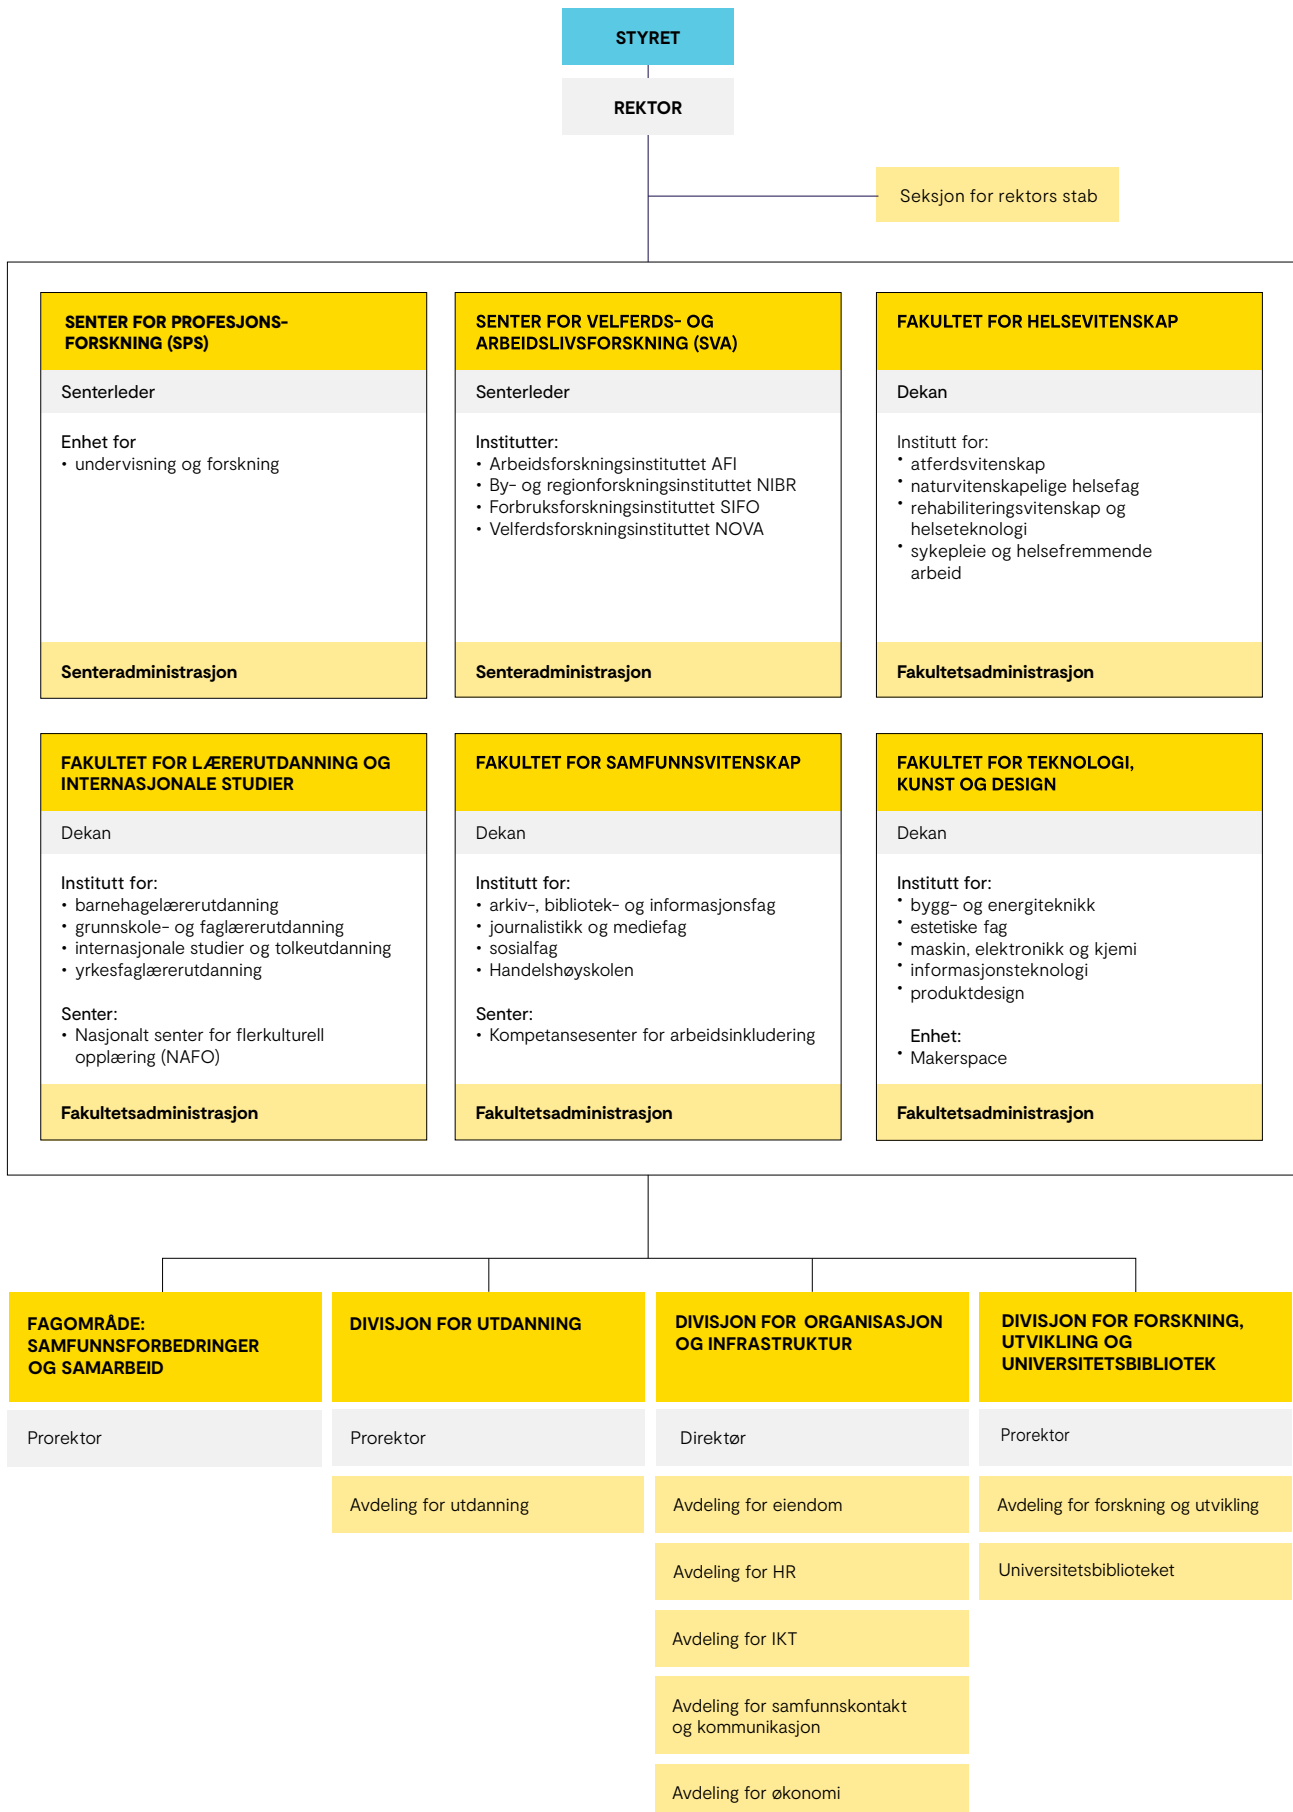 STYRET
REKTOR
Seksjon for rektors stab
SENTER FOR PROFESJONS-
FORSKNING (SPS)
Senterleder
Enhet for
• undervisning og forskning
Senteradministrasjon
SENTER FOR VELFERDS- OG
ARBEIDSLIVSFORSKNING (SVA)
Senterleder
Institutter:
• Arbeidsforskningsinstituttet AFI
• By- og regionforskningsinstituttet NIBR
• Forbruksforskningsinstituttet SIFO
• Velferdsforskningsinstituttet NOVA
Senteradministrasjon
FAKULTET FOR HELSEVITENSKAP
Dekan
Institutt for:
• atferdsvitenskap
• naturvitenskapelige helsefag
• rehabiliteringsvitenskap og
helseteknologi
• sykepleie og helsefremmende
arbeid
Fakultetsadministrasjon
FAKULTET FOR LÆRERUTDANNING OG
INTERNASJONALE STUDIER
Dekan
Institutt for:
• barnehagelærerutdanning
• grunnskole- og faglærerutdanning
• internasjonale studier og tolkeutdanning
• yrkesfaglærerutdanning
Senter:
• Nasjonalt senter for flerkulturell
opplæring (NAFO)
Fakultetsadministrasjon
FAKULTET FOR SAMFUNNSVITENSKAP
Dekan
Institutt for:
• arkiv-, bibliotek- og informasjonsfag
• journalistikk og mediefag
• sosialfag
• Handelshøyskolen
Senter:
• Kompetansesenter for arbeidsinkludering
Fakultetsadministrasjon
FAKULTET FOR TEKNOLOGI,
KUNST OG DESIGN
Dekan
Institutt for:
• bygg- og energiteknikk
• estetiske fag
• maskin, elektronikk og kjemi
• informasjonsteknologi
• produktdesign
Enhet:
• Makerspace
Fakultetsadministrasjon
FAGOMRÅDE:
SAMFUNNSFORBEDRINGER
OG SAMARBEID
Prorektor
DIVISJON FOR UTDANNING
Prorektor
Avdeling for utdanning
DIVISJON FOR ORGANISASJON
OG INFRASTRUKTUR
Direktør
Avdeling for eiendom
Avdeling for HR
Avdeling for IKT
Avdeling for samfunnskontakt
og kommunikasjon
Avdeling for økonomi
DIVISJON FOR FORSKNING,
UTVIKLING OG
UNIVERSITETSBIBLIOTEK
Prorektor
Avdeling for forskning og utvikling
Universitetsbiblioteket